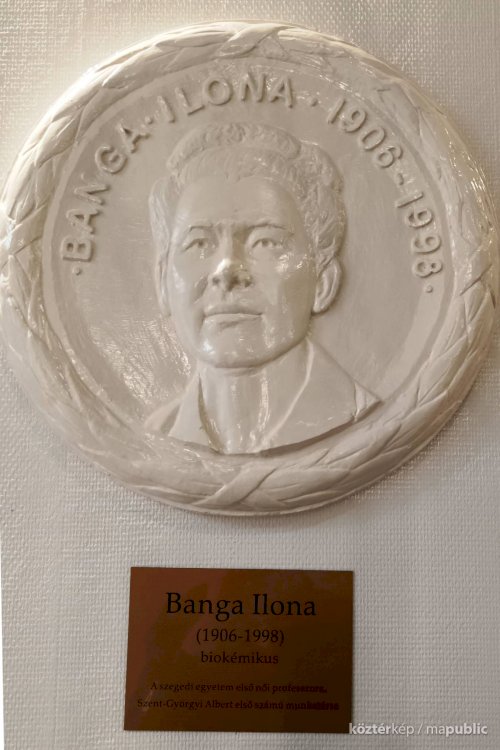 · BANGA · ILONA · 1906-1998 ·
Banga Ilona
(1906-1998)
biokémikus
A szegedi egyetem első női professzora,
Szent-Györgyi Albert első számú munkatársa
köztérkép / mapublic